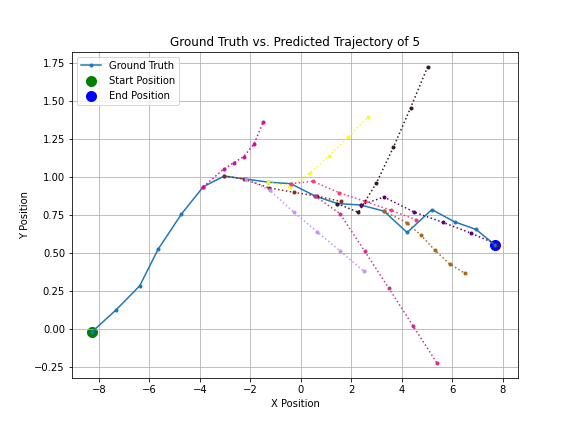 Ground Truth vs. Predicted Trajectory of 5
Ground Truth
Start Position
End Position
1.75
1.50
1.25
1.00
0.75
0.50
0.25
0.00
−0.25
Y Position
−8 −6 −4 −2 0 2 4 6 8
X Position